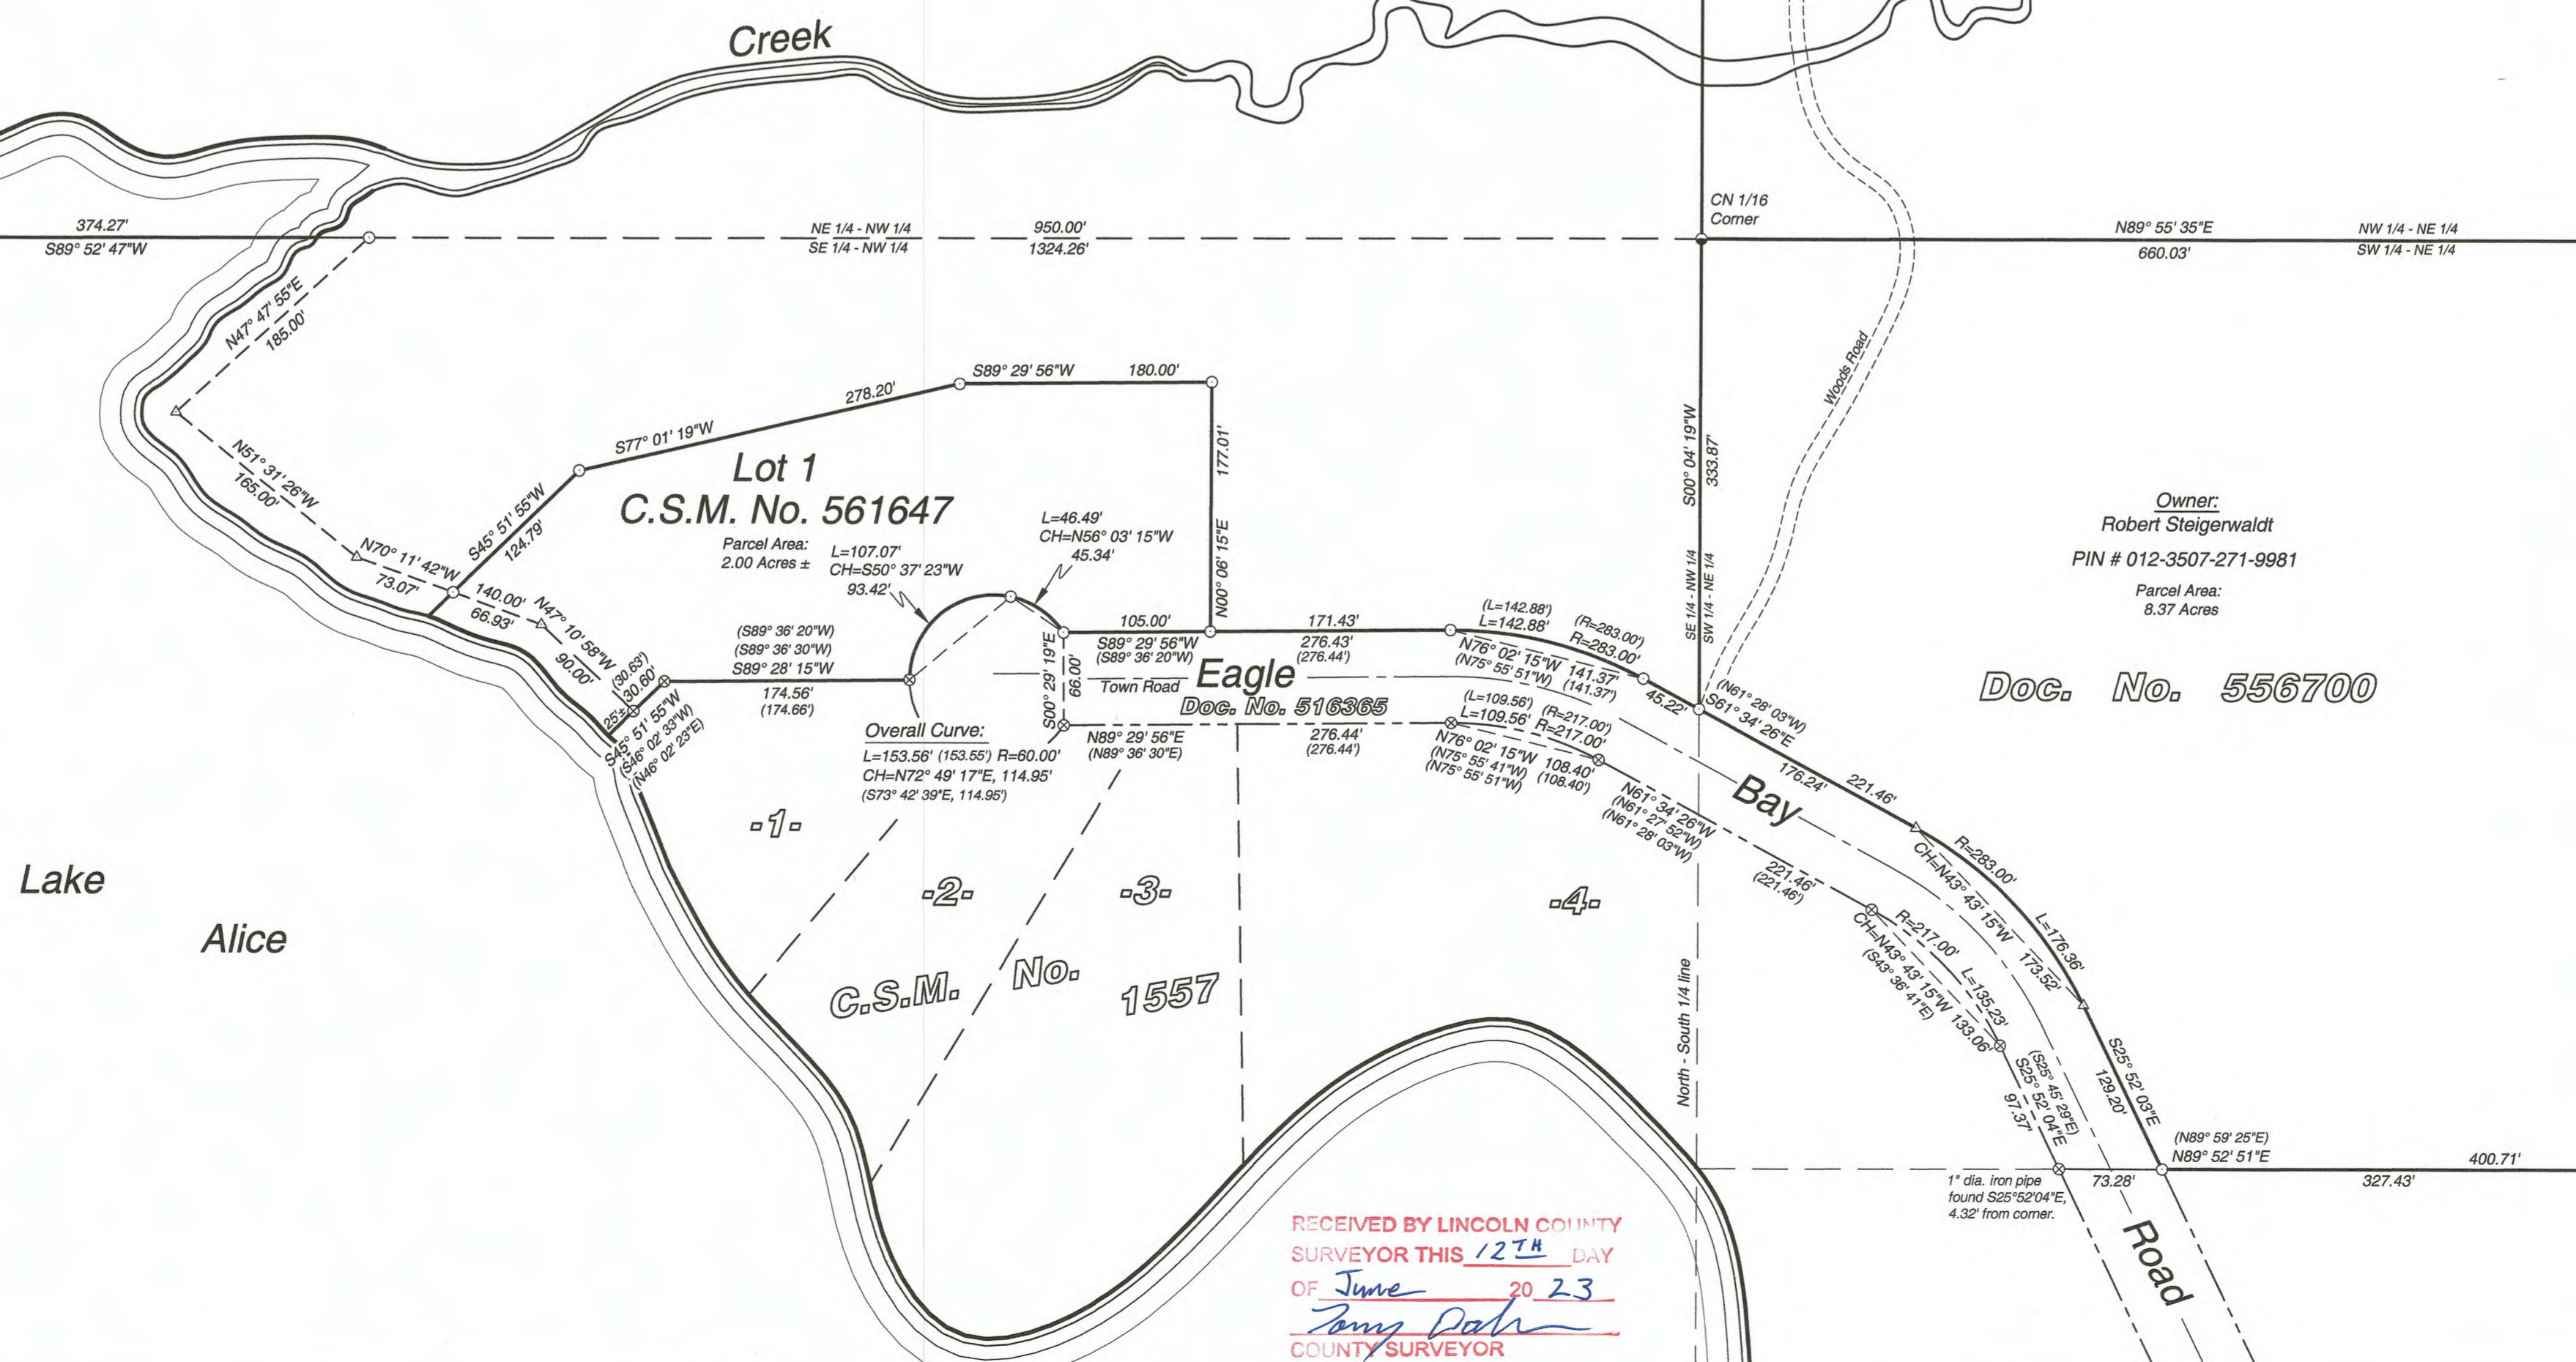 Creek
374.27'
S89° 52' 47"W
NE 1/4 - NW 1/4
SE 1/4 - NW 1/4
950.00'
1324.26'
CN 1/16
Corner
N89° 55' 35"E
660.03'
NW 1/4 - NE 1/4
SW 1/4 - NE 1/4
N47° 47' 55"E
185.00'
Woods Road
S00° 04' 19"W
333.87'
SE 1/4 - NW 1/4
SW 1/4 - NE 1/4
S89° 29' 56"W
180.00'
278.20'
S77° 01' 19"W
177.01'
N00° 06' 15"E
N51° 31' 26"W
165.00'
S45° 51' 55"W
124.79'
Lot 1
C.S.M. No. 561647
Parcel Area:
2.00 Acres ±
L=107.07'
CH=S50° 37' 23"W
93.42'
L=46.49'
CH=N56° 03' 15"W
45.34'
Owner:
Robert Steigerwaldt
PIN # 012-3507-271-9981
Parcel Area:
8.37 Acres
Doc. No. 556700
N70° 11' 42"W
73.07'
140.00'
66.93'
N47° 10' 58"W
90.00'
(30.63')
30.60'
25'±
S45° 51' 55"W
(S46° 02' 33"W)
(N46° 02' 23"E)
(S89° 36' 20"W)
(S89° 36' 30"W)
S89° 28' 15"W
174.56'
(174.66')
S00° 29' 19"E
66.00'
105.00'
S89° 29' 56"W
(S89° 36' 20"W)
171.43'
276.43'
(276.44')
Town Road
Eagle
Doc. No. 516365
N89° 29' 56"E
(N89° 36' 30"E)
276.44'
(276.44')
Overall Curve:
L=153.56' (153.55') R=60.00'
CH=N72° 49' 17"E, 114.95'
(S73° 42' 39"E, 114.95')
(L=142.88')
L=142.88'
(R=283.00')
R=283.00'
N76° 02' 15"W 141.37'
(N75° 55' 51"W) (141.37')
45.22'
(N61° 28' 03"W)
S61° 34' 26"E
(L=109.56') (R=217.00')
L=109.56' R=217.00'
N76° 02' 15"W 108.40'
(N75° 55' 41"W) (108.40')
(N75° 55' 51"W)
N61° 34' 26"W
(N61° 27' 52"W)
(N61° 28' 03"W)
221.46'
(221.46')
Bay
176.24'
221.46'
R=283.00'
CH=N43° 43' 15"W
173.52'
L=176.36'
R=217.00'
L=135.23'
CH=N43° 43' 15"W 133.06'
(S43° 36' 41"E)
-1-
-2-
-3-
-4-
C.S.M. No. 1557
Lake
Alice
North - South 1/4 line
(S25° 45' 29"E)
S25° 52' 04"E
97.37'
S25° 52' 03"E
129.20'
(N89° 59' 25"E)
N89° 52' 51"E
400.71'
73.28'
327.43'
1" dia. iron pipe
found S25°52'04"E,
4.32' from corner.
Road
RECEIVED BY LINCOLN COUNTY
SURVEYOR THIS 12TH DAY
OF June 20 23
COUNTY SURVEYOR